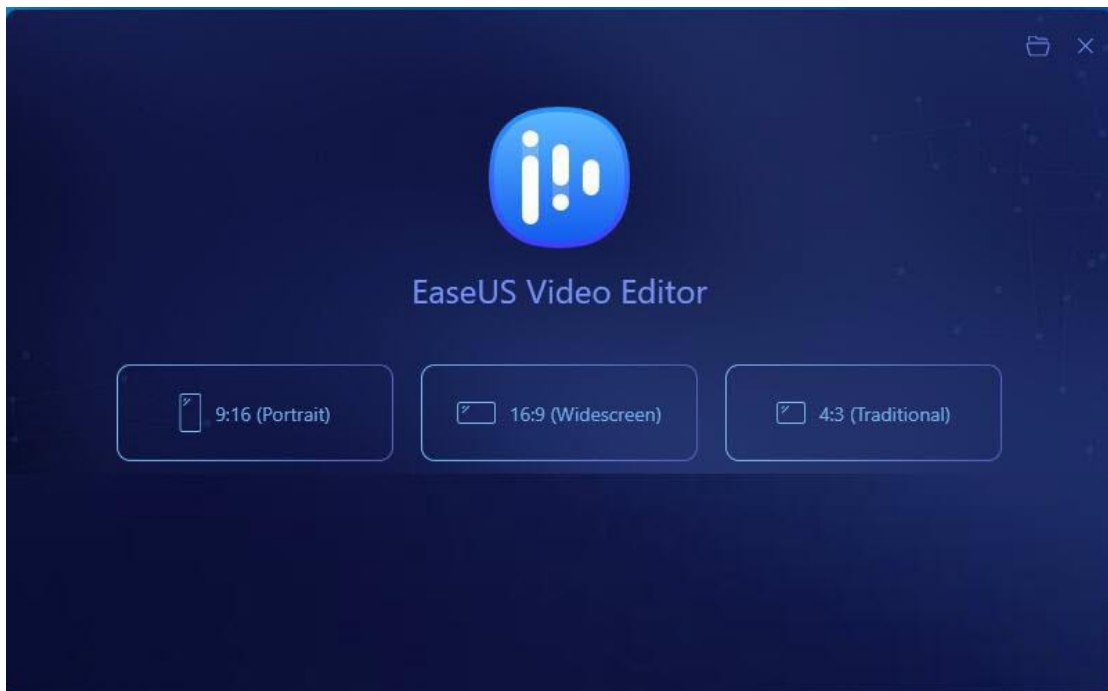 EaseUS Video Editor
9:16 (Portrait)
16:9 (Widescreen)
4:3 (Traditional)